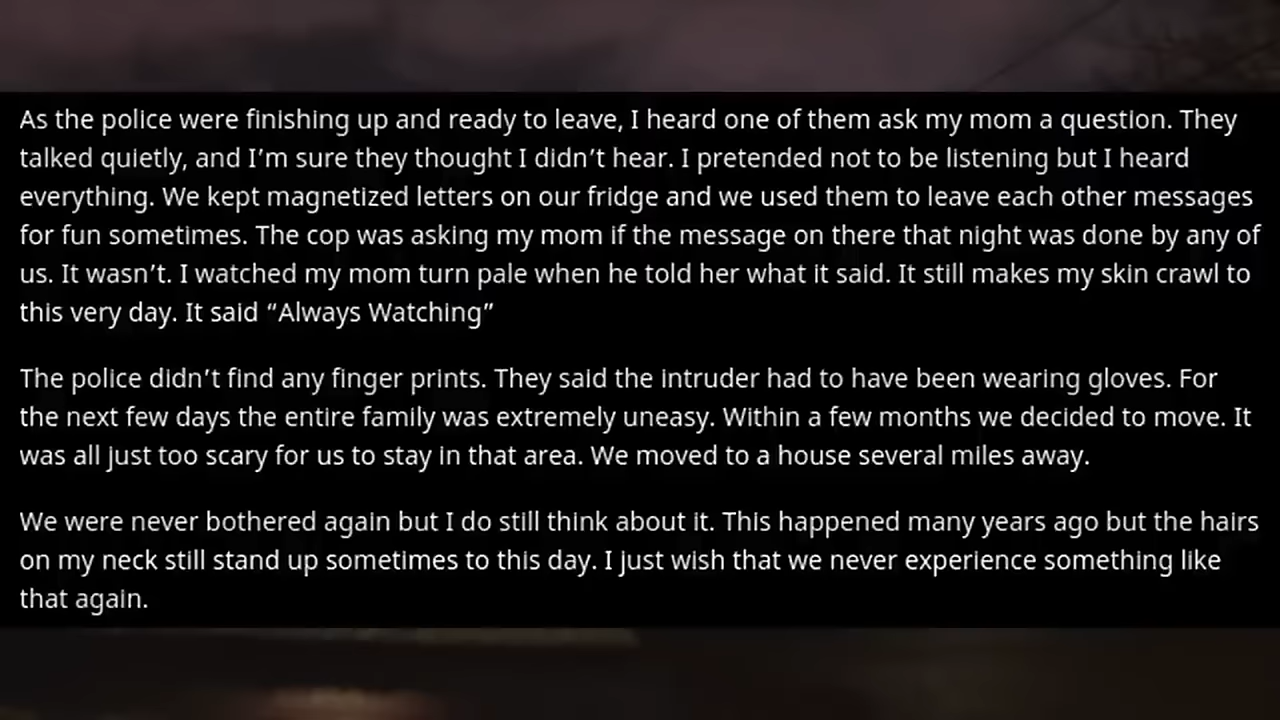 As the police were finishing up and ready to leave, I heard one of them ask my mom a question. They
talked quietly, and I’m sure they thought I didn’t hear. I pretended not to be listening but I heard
everything. We kept magnetized letters on our fridge and we used them to leave each other messages
for fun sometimes. The cop was asking my mom if the message on there that night was done by any of
us. It wasn’t. I watched my mom turn pale when he told her what it said. It still makes my skin crawl to
this very day. It said “Always Watching”
The police didn’t find any finger prints. They said the intruder had to have been wearing gloves. For
the next few days the entire family was extremely uneasy. Within a few months we decided to move. It
was all just too scary for us to stay in that area. We moved to a house several miles away.
We were never bothered again but I do still think about it. This happened many years ago but the hairs
on my neck still stand up sometimes to this day. I just wish that we never experience something like
that again.